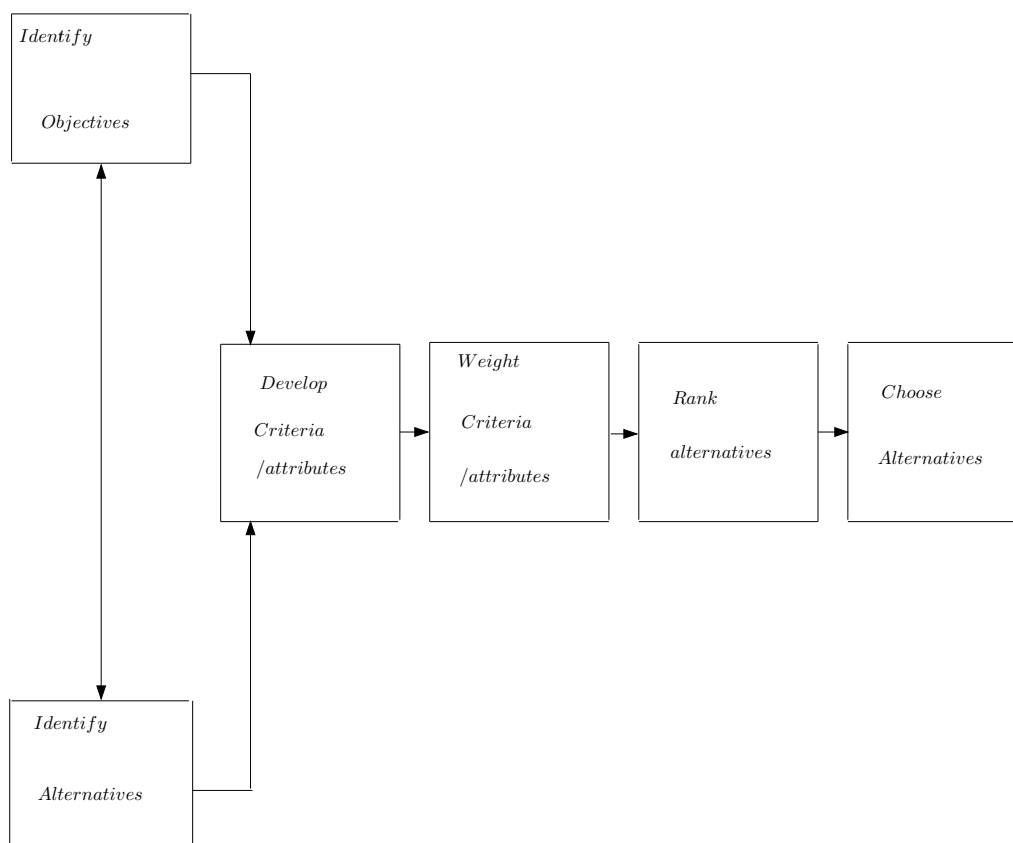 Identify
Objectives
Develop
Criteria
/attributes
Weight
Criteria
/attributes
Rank
alternatives
Choose
Alternatives
Identify
Alternatives